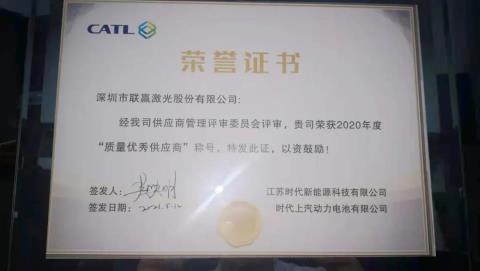 CATL
荣誉证书
深圳市联赢激光股份有限公司:
经我司供应商管理评审委员会评审,贵司荣获2020年度
“质量优秀供应商”称号,特发此证,以资鼓励!
签发人:
江苏时代新能源科技有限公司
签发日期: 2021.5.12
时代上汽动力电池有限公司